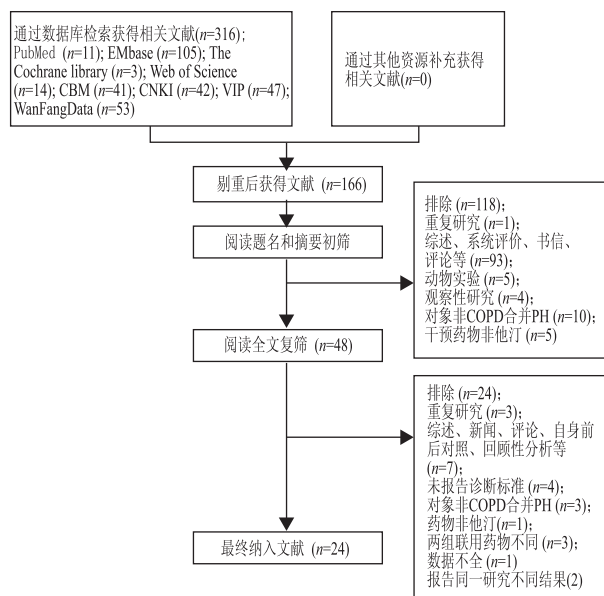 通过数据库检索获得相关文献(n=316)；
PubMed (n=11); EMbase (n=105); The
Cochrane library (n=3); Web of Science
(n=14); CBM (n=41); CNKI (n=42); VIP (n=47);
WanFangData (n=53)
通过其他资源补充获得
相关文献(n=0)
剔重后获得文献 (n=166)
阅读题名和摘要初筛
排除 (n=118);
重复研究 (n=1);
综述、系统评价、书信、
评论等 (n=93);
动物实验 (n=5);
观察性研究 (n=4);
对象非COPD合并PH (n=10);
干预药物非他汀 (n=5)
阅读全文复筛 (n=48)
排除 (n=24);
重复研究 (n=3);
综述、新闻、评论、自身前
后对照、回顾性分析等
(n=7);
未报告诊断标准 (n=4);
对象非COPD合并PH (n=3);
药物非他汀(n=1);
两组联用药物不同 (n=3);
数据不全 (n=1)
报告同一研究不同结果(2)
最终纳入文献 (n=24)